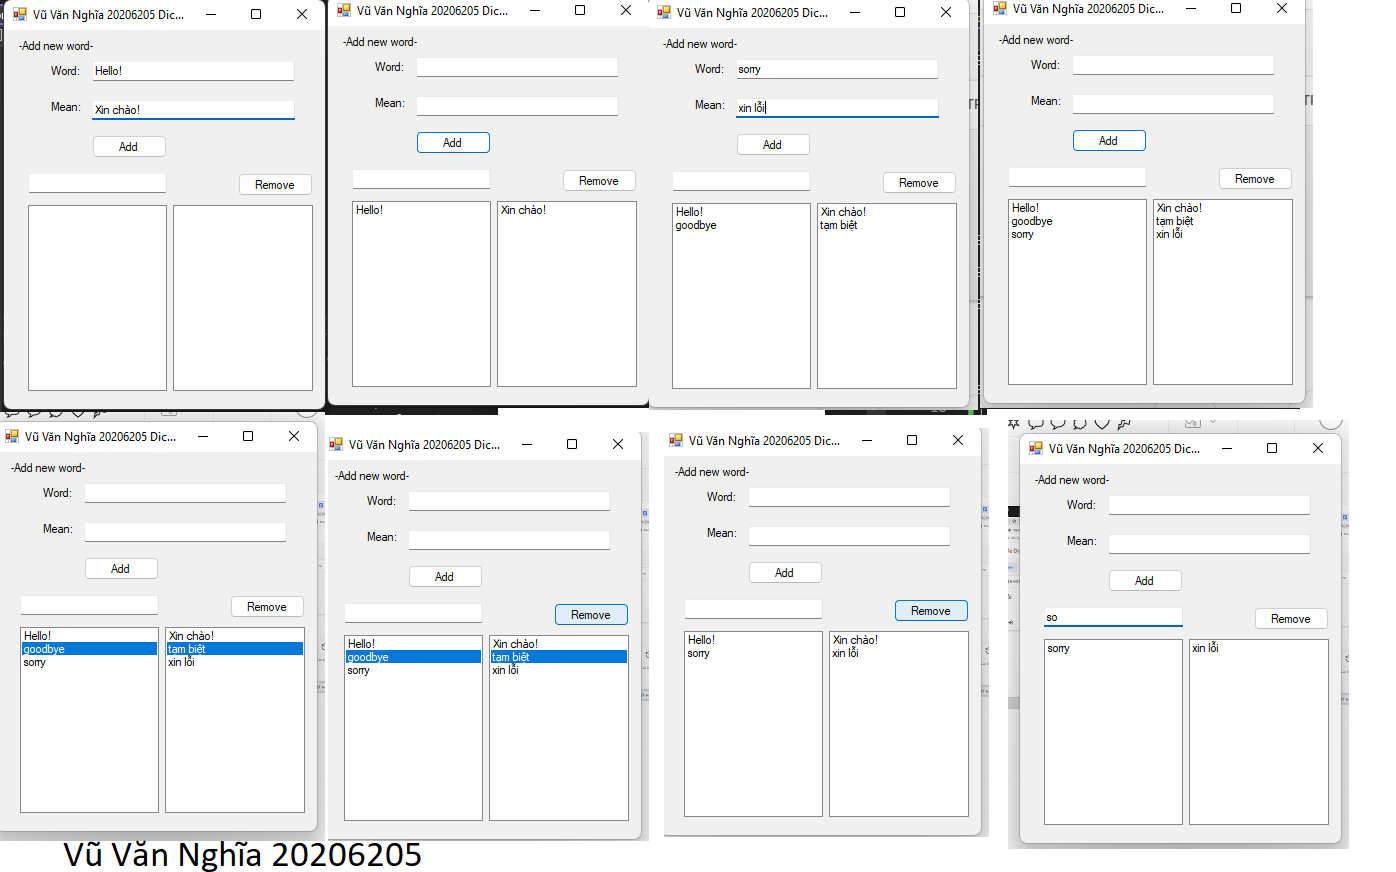 Vũ Văn Nghĩa 20206205 Dic...
-Add new word-
Word: Hello!
Mean: Xin chào!
Add
Remove
Vũ Văn Nghĩa 20206205 Dic...
-Add new word-
Word:
Mean:
Add
Remove
Hello! Xin chào!
Vũ Văn Nghĩa 20206205 Dic...
-Add new word-
Word: sorry
Mean: xin lỗi
Add
Remove
Hello! Xin chào!
goodbye tạm biệt
Vũ Văn Nghĩa 20206205 Dic...
-Add new word-
Word:
Mean:
Add
Remove
Hello! Xin chào!
goodbye tạm biệt
sorry xin lỗi
Vũ Văn Nghĩa 20206205 Dic...
-Add new word-
Word:
Mean:
Add
Remove
Hello! Xin chào!
goodbye tạm biệt
sorry xin lỗi
Vũ Văn Nghĩa 20206205 Dic...
-Add new word-
Word:
Mean:
Add
Remove
Hello! Xin chào!
goodbye tạm biệt
sorry xin lỗi
Vũ Văn Nghĩa 20206205 Dic...
-Add new word-
Word:
Mean:
Add
Remove
Hello! Xin chào!
sorry xin lỗi
Vũ Văn Nghĩa 20206205 Dic...
-Add new word-
Word:
Mean:
Add
so Remove
sorry xin lỗi
Vũ Văn Nghĩa 20206205